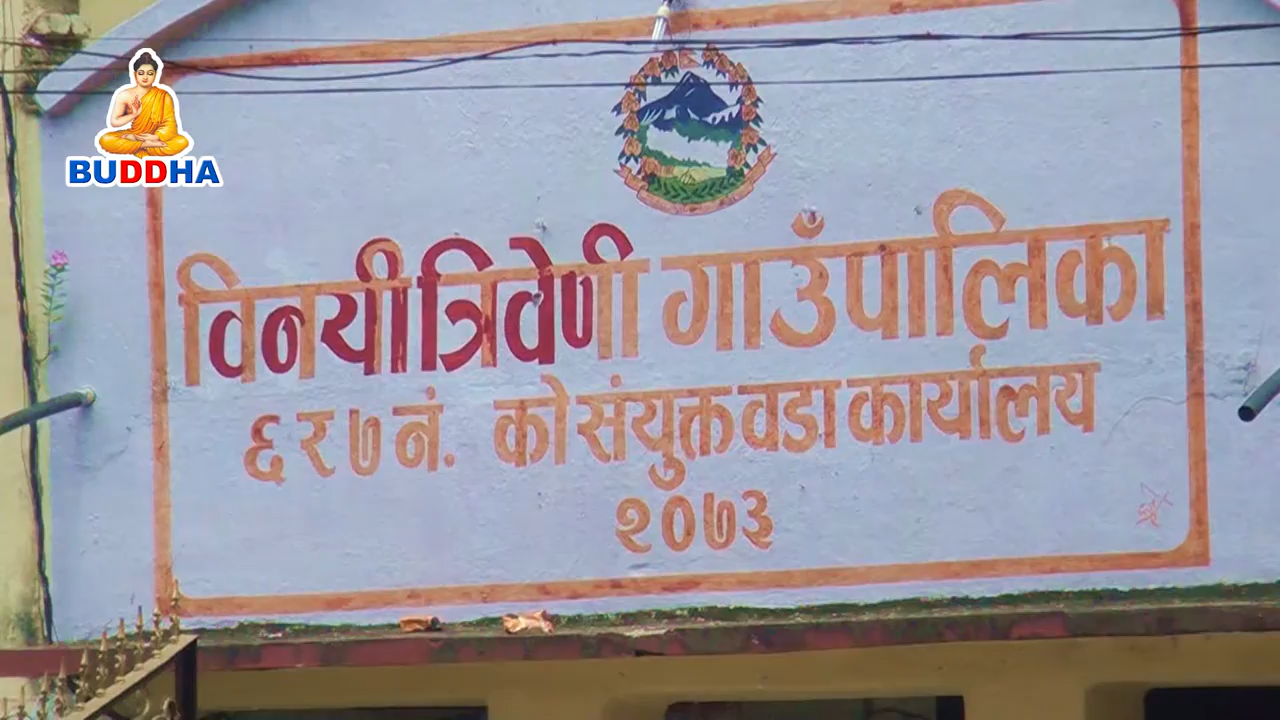 BUDDHA
विनयी त्रिवेणी गाउँपालिका
६ र ७ नं. को संयुक्त वडा कार्यालय
२०७३